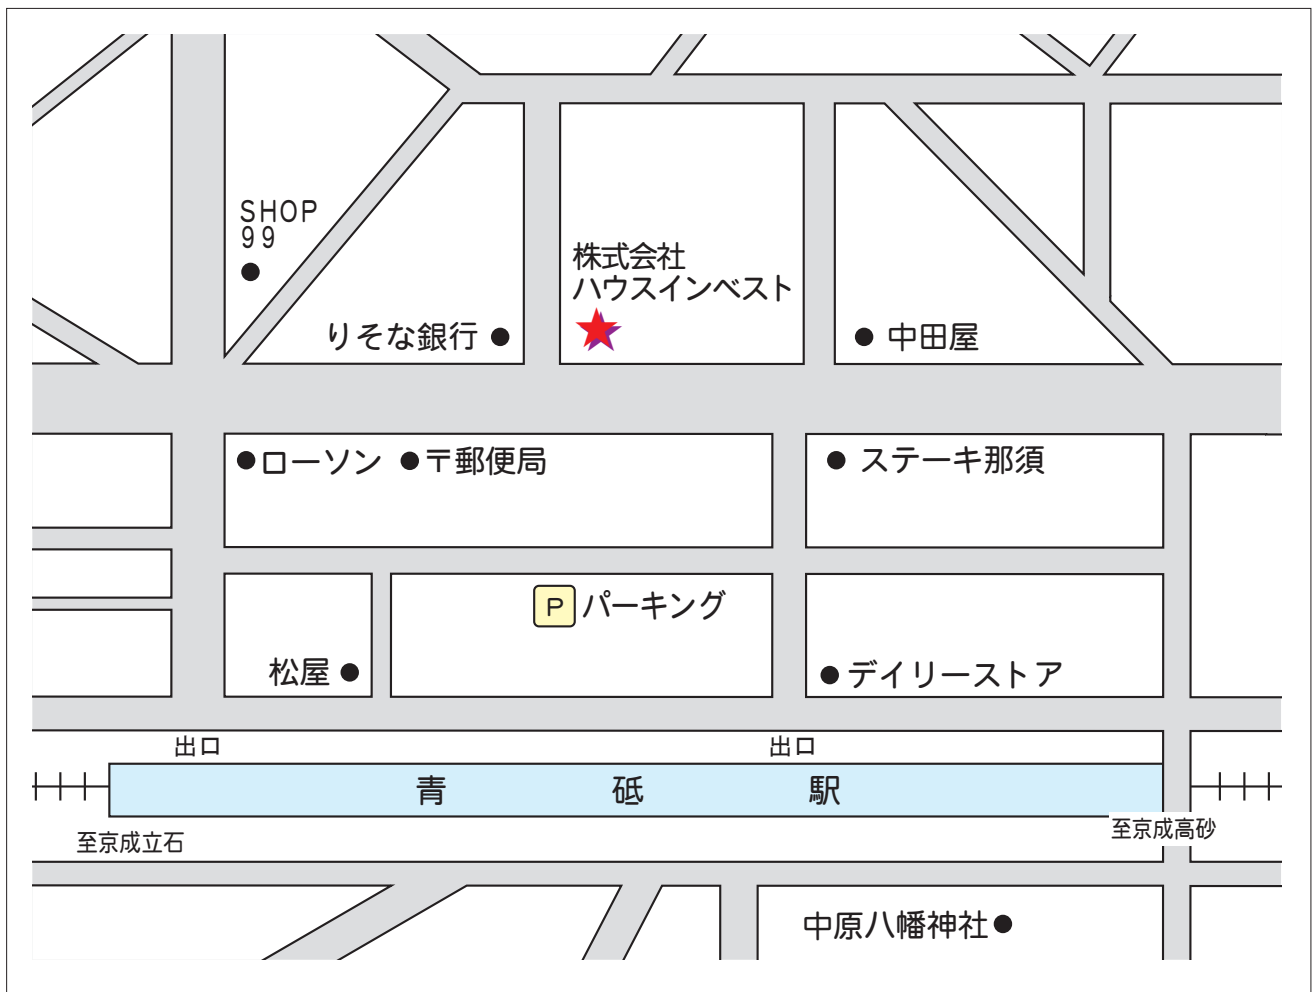 SHOP
99
株式会社
ハウスインベスト
りそな銀行
中田屋
ローソン
〒郵便局
ステーキ那須
P パーキング
松屋
デイリーストア
出口
出口
青砥駅
至京成立石
至京成高砂
中原八幡神社